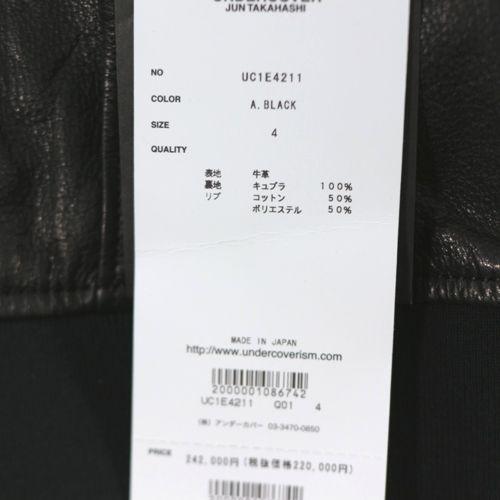 UNDERCOVER
JUN TAKAHASHI
NO UC1E4211
COLOR A.BLACK
SIZE 4
QUALITY
表地 牛革
裏地 キュプラ 100%
リブ コットン 50%
ポリエステル 50%
MADE IN JAPAN
http://www.undercoverism.com
2000001086742
UC1E4211 Q01 4
(株) アンダーカバー 03-3470-0850
PRICE 242,000円(税抜価格220,000円)